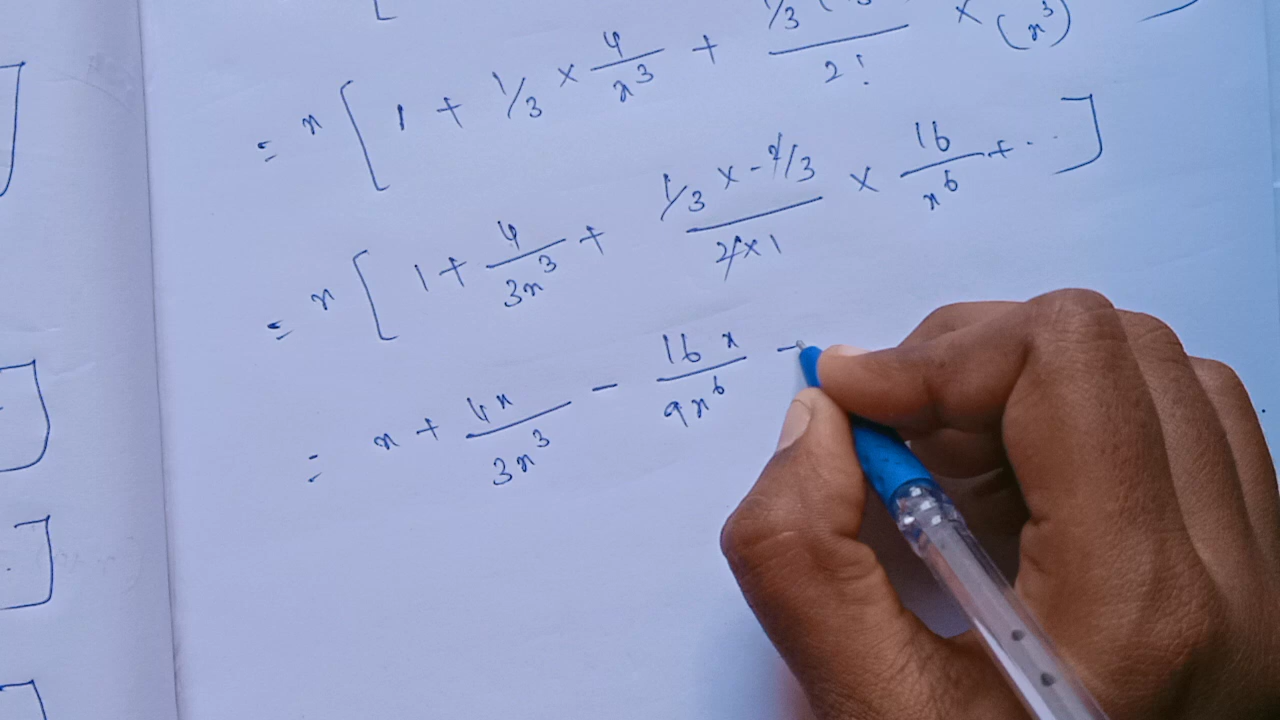 = x [ 1 + 1/3 × 4/x³ + 1/3 ( / 2! × (x³)
= x [ 1 + 4/3x³ + 1/3 × -2/3 / 2×1 × 16/x⁶ + .. ]
= x + 4x/3x³ - 16x/9x⁶ -